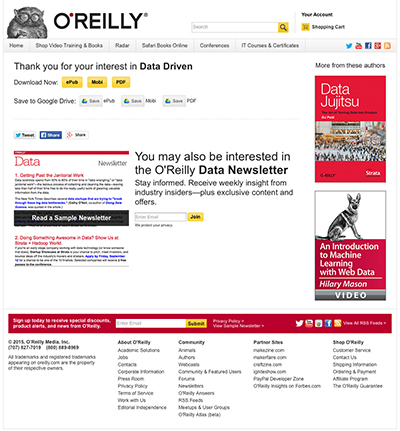 O'REILLY®
Search
Your Account
Shopping Cart
Home
Shop Video Training & Books
Radar
Safari Books Online
Conferences
IT Courses & Certificates
Thank you for your interest in Data Driven
Download Now: ePub Mobi PDF
Save to Google Drive: Save ePub Save Mobi Save PDF
Tweet Share Share
More from these authors
Data
Jujitsu
DJ Patil
Strata
An Introduction
to Machine
Learning
with Web Data
Hilary Mason
VIDEO
O'REILLY
Data Newsletter
1. Getting Past the Janitorial Work
Read a Sample Newsletter
2. Doing Something Awesome in Data? Show Us at
Strata + Hadoop World.
You may also be interested in
the O'Reilly Data Newsletter
Stay informed. Receive weekly insight from
industry insiders—plus exclusive content and
offers.
Enter Email Join
We protect your privacy.
Sign up today to receive special discounts,
product alerts, and news from O'Reilly.
Enter Email Submit
Privacy Policy >
View Sample Newsletter >
View All RSS Feeds >
© 2015, O'Reilly Media, Inc.
(707) 827-7019 (800) 889-8969
All trademarks and registered trademarks
appearing on oreilly.com are the property
of their respective owners.
About O'Reilly
Academic Solutions
Jobs
Contacts
Corporate Information
Press Room
Privacy Policy
Terms of Service
Work with Us
Editorial Independence
Community
Authors
Community & Featured Users
Forums
Newsletters
O'Reilly Answers
RSS Feeds
Meetups & User Groups
O'Reilly Atlas (beta)
Partner Sites
makezine.com
makerfaire.com
craftzine.com
igniteshow.com
PayPal Developer Zone
O'Reilly Insights on Forbes.com
Shop O'Reilly
Customer Service
Contact Us
Shipping Information
Ordering & Payment
Affiliate Program
The O'Reilly Guarantee